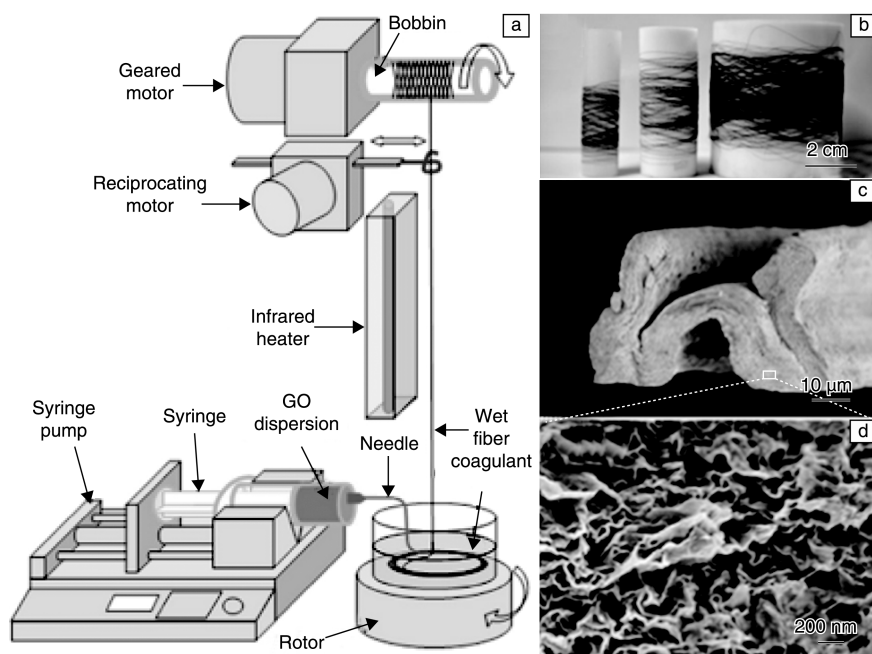 a
Bobbin
Geared
motor
Reciprocating
motor
Infrared
heater
Syringe
pump
Syringe
GO
dispersion
Needle
Wet
fiber
coagulant
Rotor
b
2 cm
c
10 µm
d
200 nm